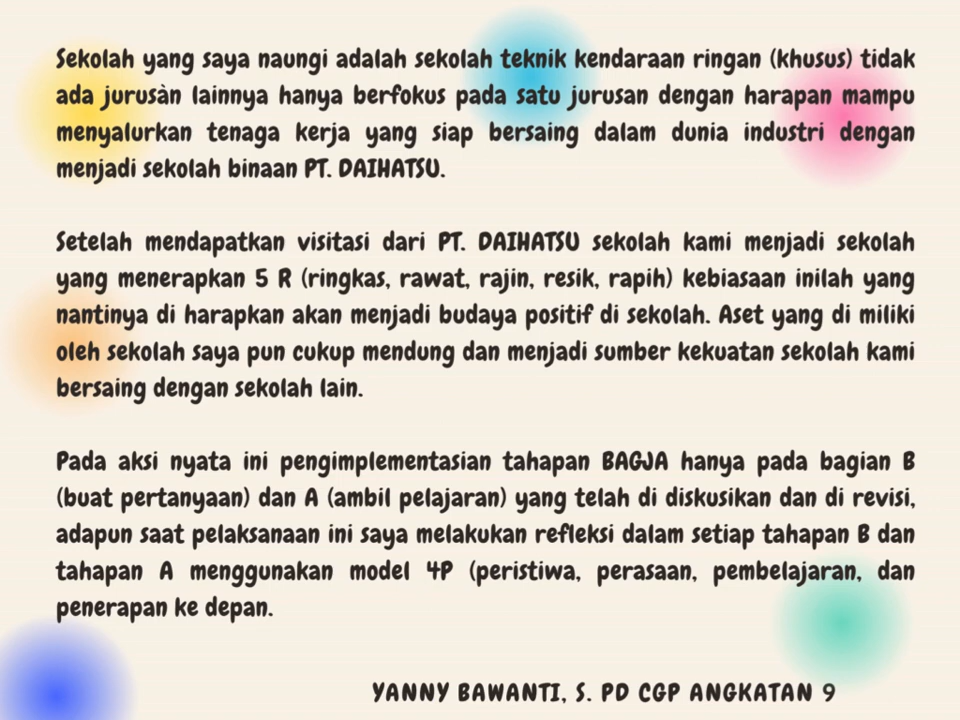 Sekolah yang saya naungi adalah sekolah teknik kendaraan ringan (khusus) tidak
ada jurusàn lainnya hanya berfokus pada satu jurusan dengan harapan mampu
menyalurkan tenaga kerja yang siap bersaing dalam dunia industri dengan
menjadi sekolah binaan PT. DAIHATSU.
Setelah mendapatkan visitasi dari PT. DAIHATSU sekolah kami menjadi sekolah
yang menerapkan 5 R (ringkas, rawat, rajin, resik, rapih) kebiasaan inilah yang
nantinya di harapkan akan menjadi budaya positif di sekolah. Aset yang di miliki
oleh sekolah saya pun cukup mendung dan menjadi sumber kekuatan sekolah kami
bersaing dengan sekolah lain.
Pada aksi nyata ini pengimplementasian tahapan BAGJA hanya pada bagian B
(buat pertanyaan) dan A (ambil pelajaran) yang telah di diskusikan dan di revisi,
adapun saat pelaksanaan ini saya melakukan refleksi dalam setiap tahapan B dan
tahapan A menggunakan model 4P (peristiwa, perasaan, pembelajaran, dan
penerapan ke depan.
YANNY BAWANTI, S. PD CGP ANGKATAN 9